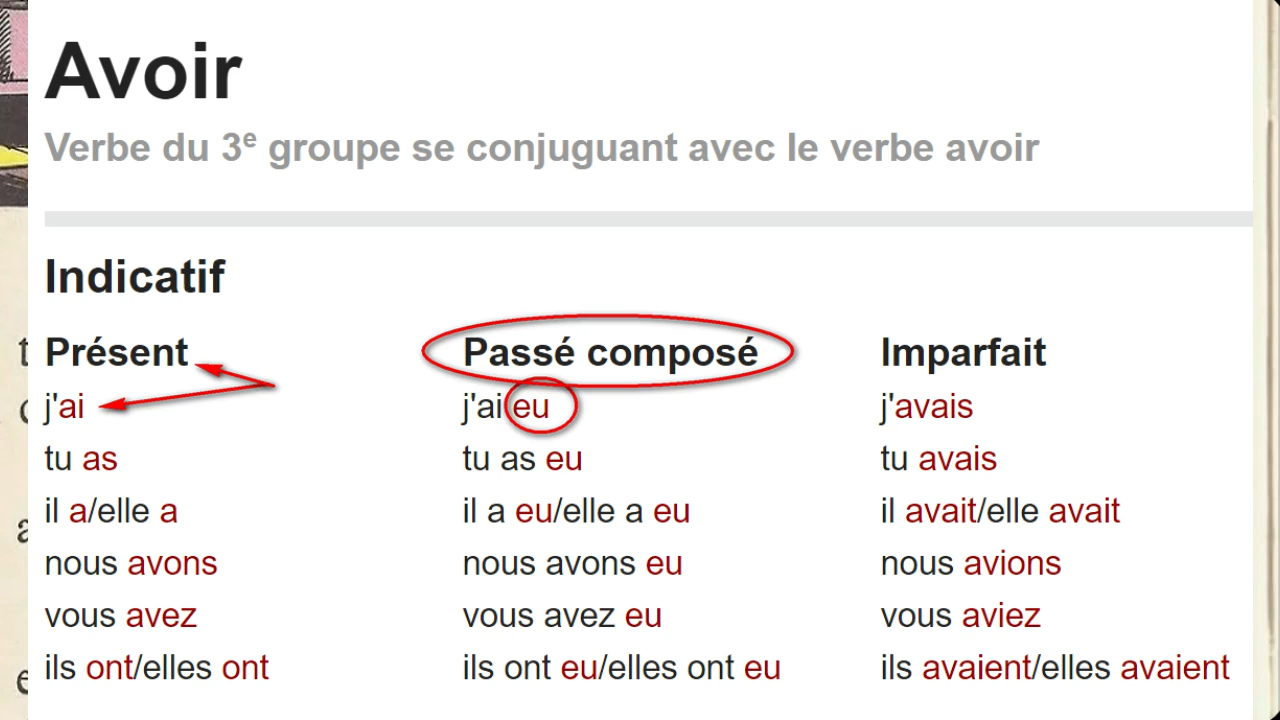 Avoir
Verbe du 3e groupe se conjuguant avec le verbe avoir
Indicatif
Présent Passé composé Imparfait
j'ai j'ai eu j'avais
tu as tu as eu tu avais
il a/elle a il a eu/elle a eu il avait/elle avait
nous avons nous avons eu nous avions
vous avez vous avez eu vous aviez
ils ont/elles ont ils ont eu/elles ont eu ils avaient/elles avaient